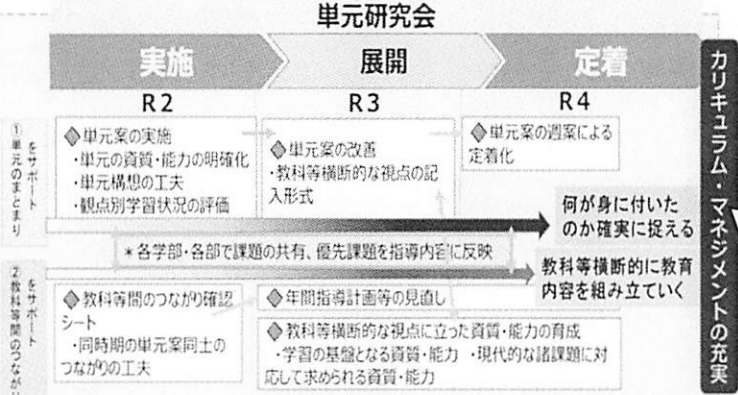 単元研究会
実施
展開
定着
R2
R3
R4
①単元のまとまり
をサポート
◆単元案の実施
・単元の資質・能力の明確化
・単元構想の工夫
・観点別学習状況の評価
◆単元案の改善
・教科等横断的な視点の記
入形式
◆単元案の週案による
定着化
何が身に付いた
のか確実に捉える
*各学部・各部で課題の共有、優先課題を指導内容に反映
教科等横断的に教育
内容を組み立ていく
②教科等間のつながり
をサポート
◆教科等間のつながり確認
シート
・同時期の単元案同士の
つながりの工夫
◆年間指導計画等の見直し
◆教科等横断的な視点に立った資質・能力の育成
・学習の基盤となる資質・能力 ・現代的な諸課題に対
応して求められる資質・能力
カリキュラム・マネジメントの充実